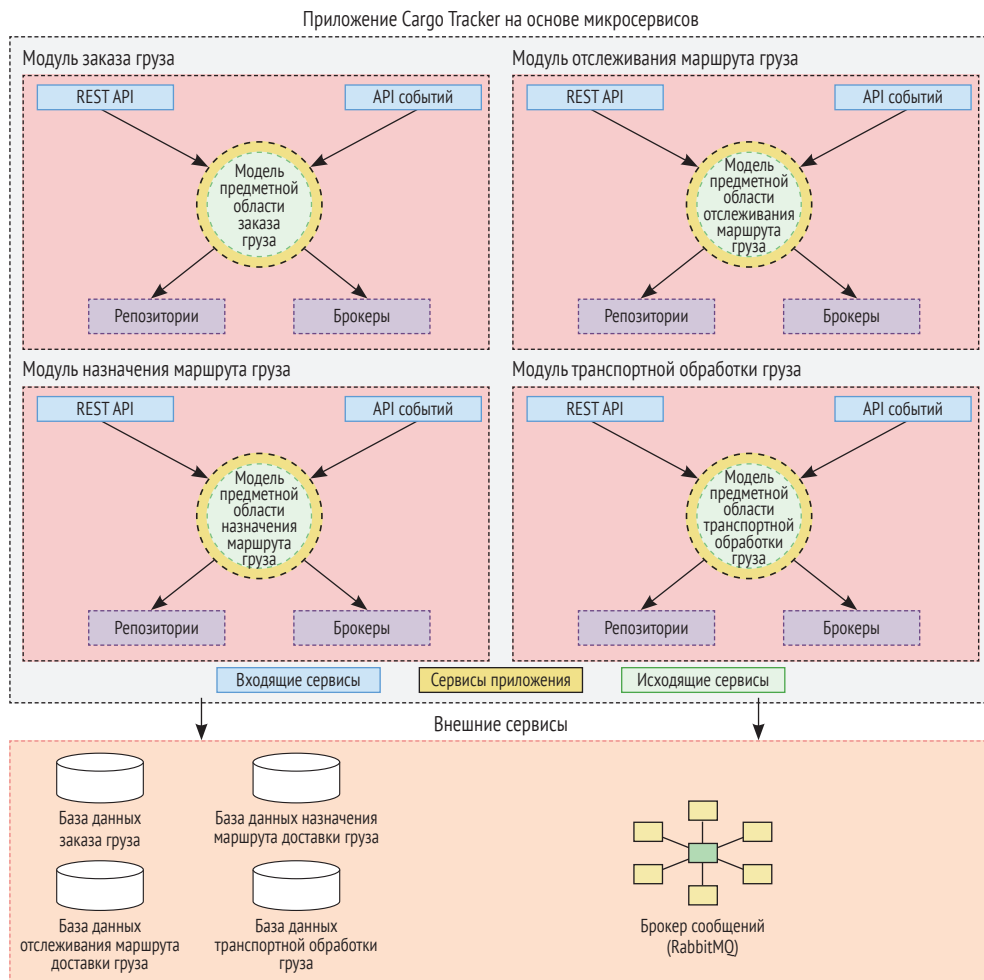 Приложение Cargo Tracker на основе микросервисов
Модуль заказа груза
REST API
API событий
Модель
предметной
области
заказа
груза
Репозитории
Брокеры
Модуль отслеживания маршрута груза
REST API
API событий
Модель
предметной
области
отслеживания
маршрута
груза
Репозитории
Брокеры
Модуль назначения маршрута груза
REST API
API событий
Модель
предметной
области
назначения
маршрута
груза
Репозитории
Брокеры
Модуль транспортной обработки груза
REST API
API событий
Модель
предметной
области
транспортной
обработки
груза
Репозитории
Брокеры
Входящие сервисы
Сервисы приложения
Исходящие сервисы
Внешние сервисы
База данных
заказа груза
База данных назначения
маршрута доставки груза
База данных
отслеживания маршрута
доставки груза
База данных
транспортной обработки
груза
Брокер сообщений
(RabbitMQ)